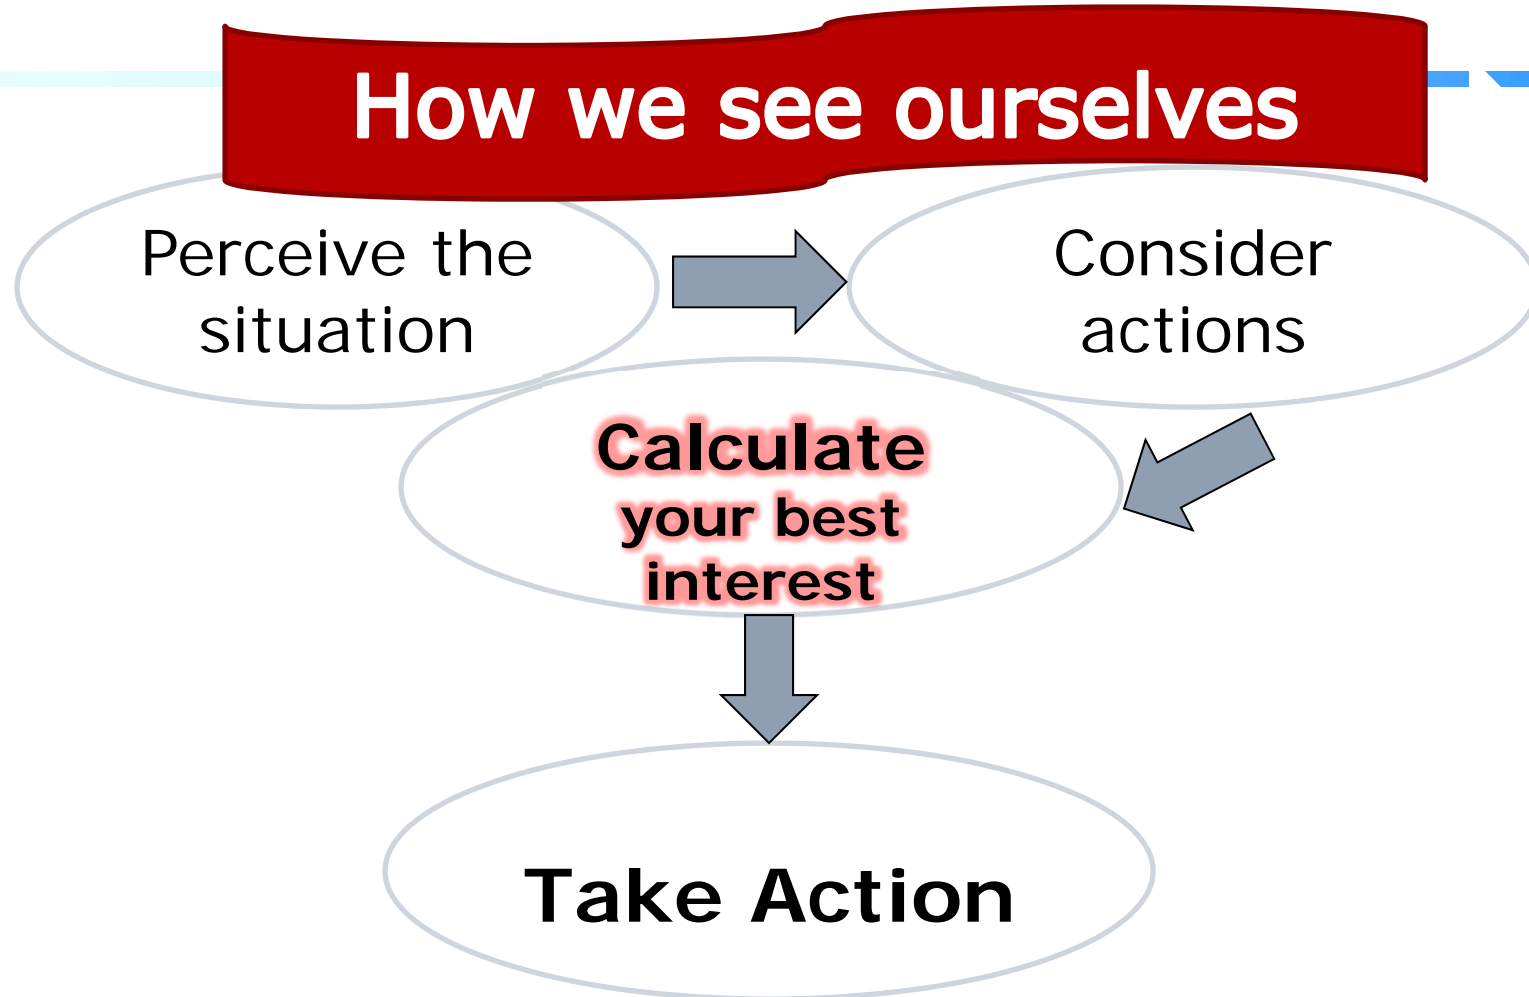 How we see ourselves
Perceive the
situation
Consider
actions
Calculate
your best
interest
Take Action